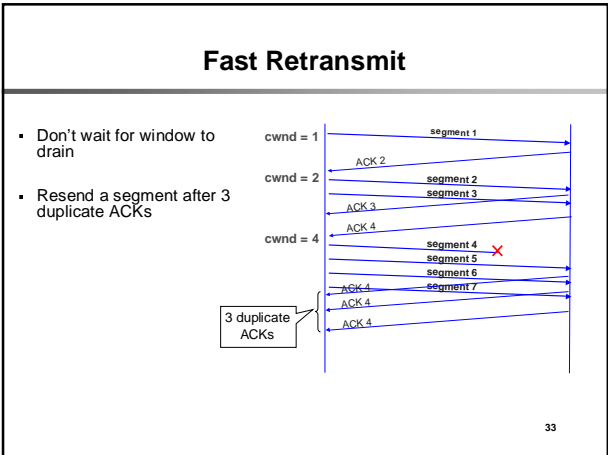 Fast Retransmit
▪ Don't wait for window to
drain
▪ Resend a segment after 3
duplicate ACKs
cwnd = 1
segment 1
ACK 2
cwnd = 2
segment 2
segment 3
ACK 3
ACK 4
cwnd = 4
segment 4
segment 5
segment 6
segment 7
ACK 4
ACK 4
ACK 4
3 duplicate
ACKs
33